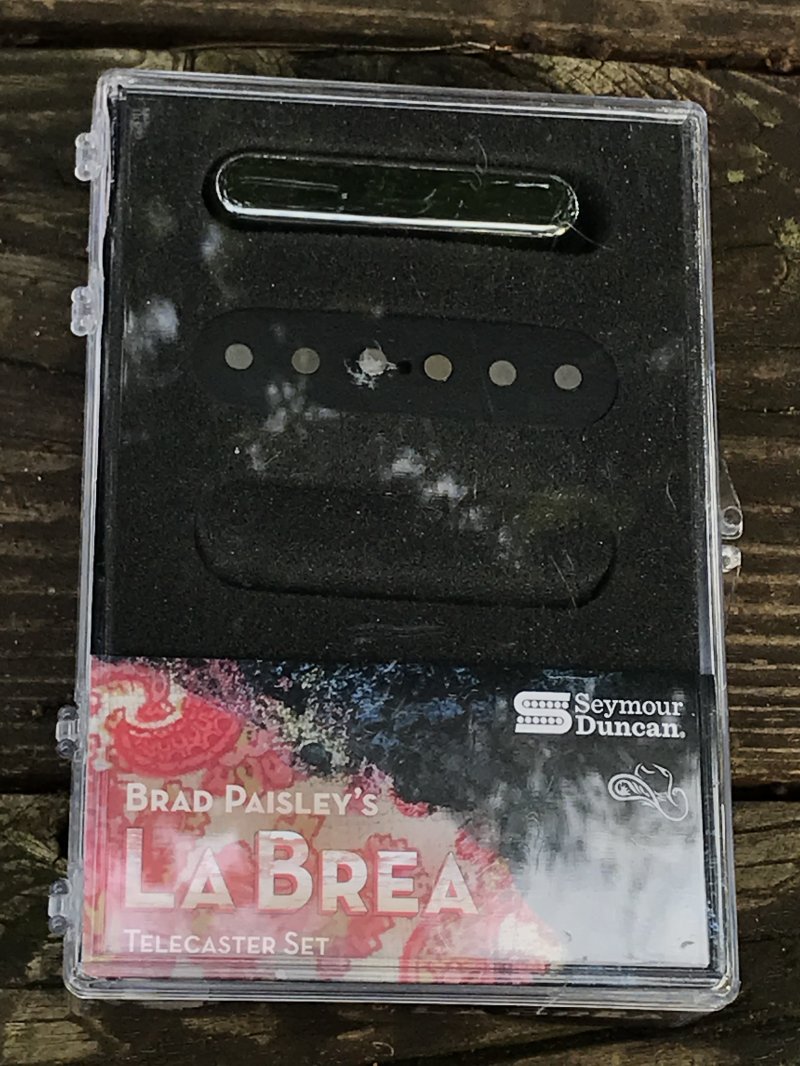 Seymour
Duncan®
BRAD PAISLEY'S
LA BREA
TELECASTER SET